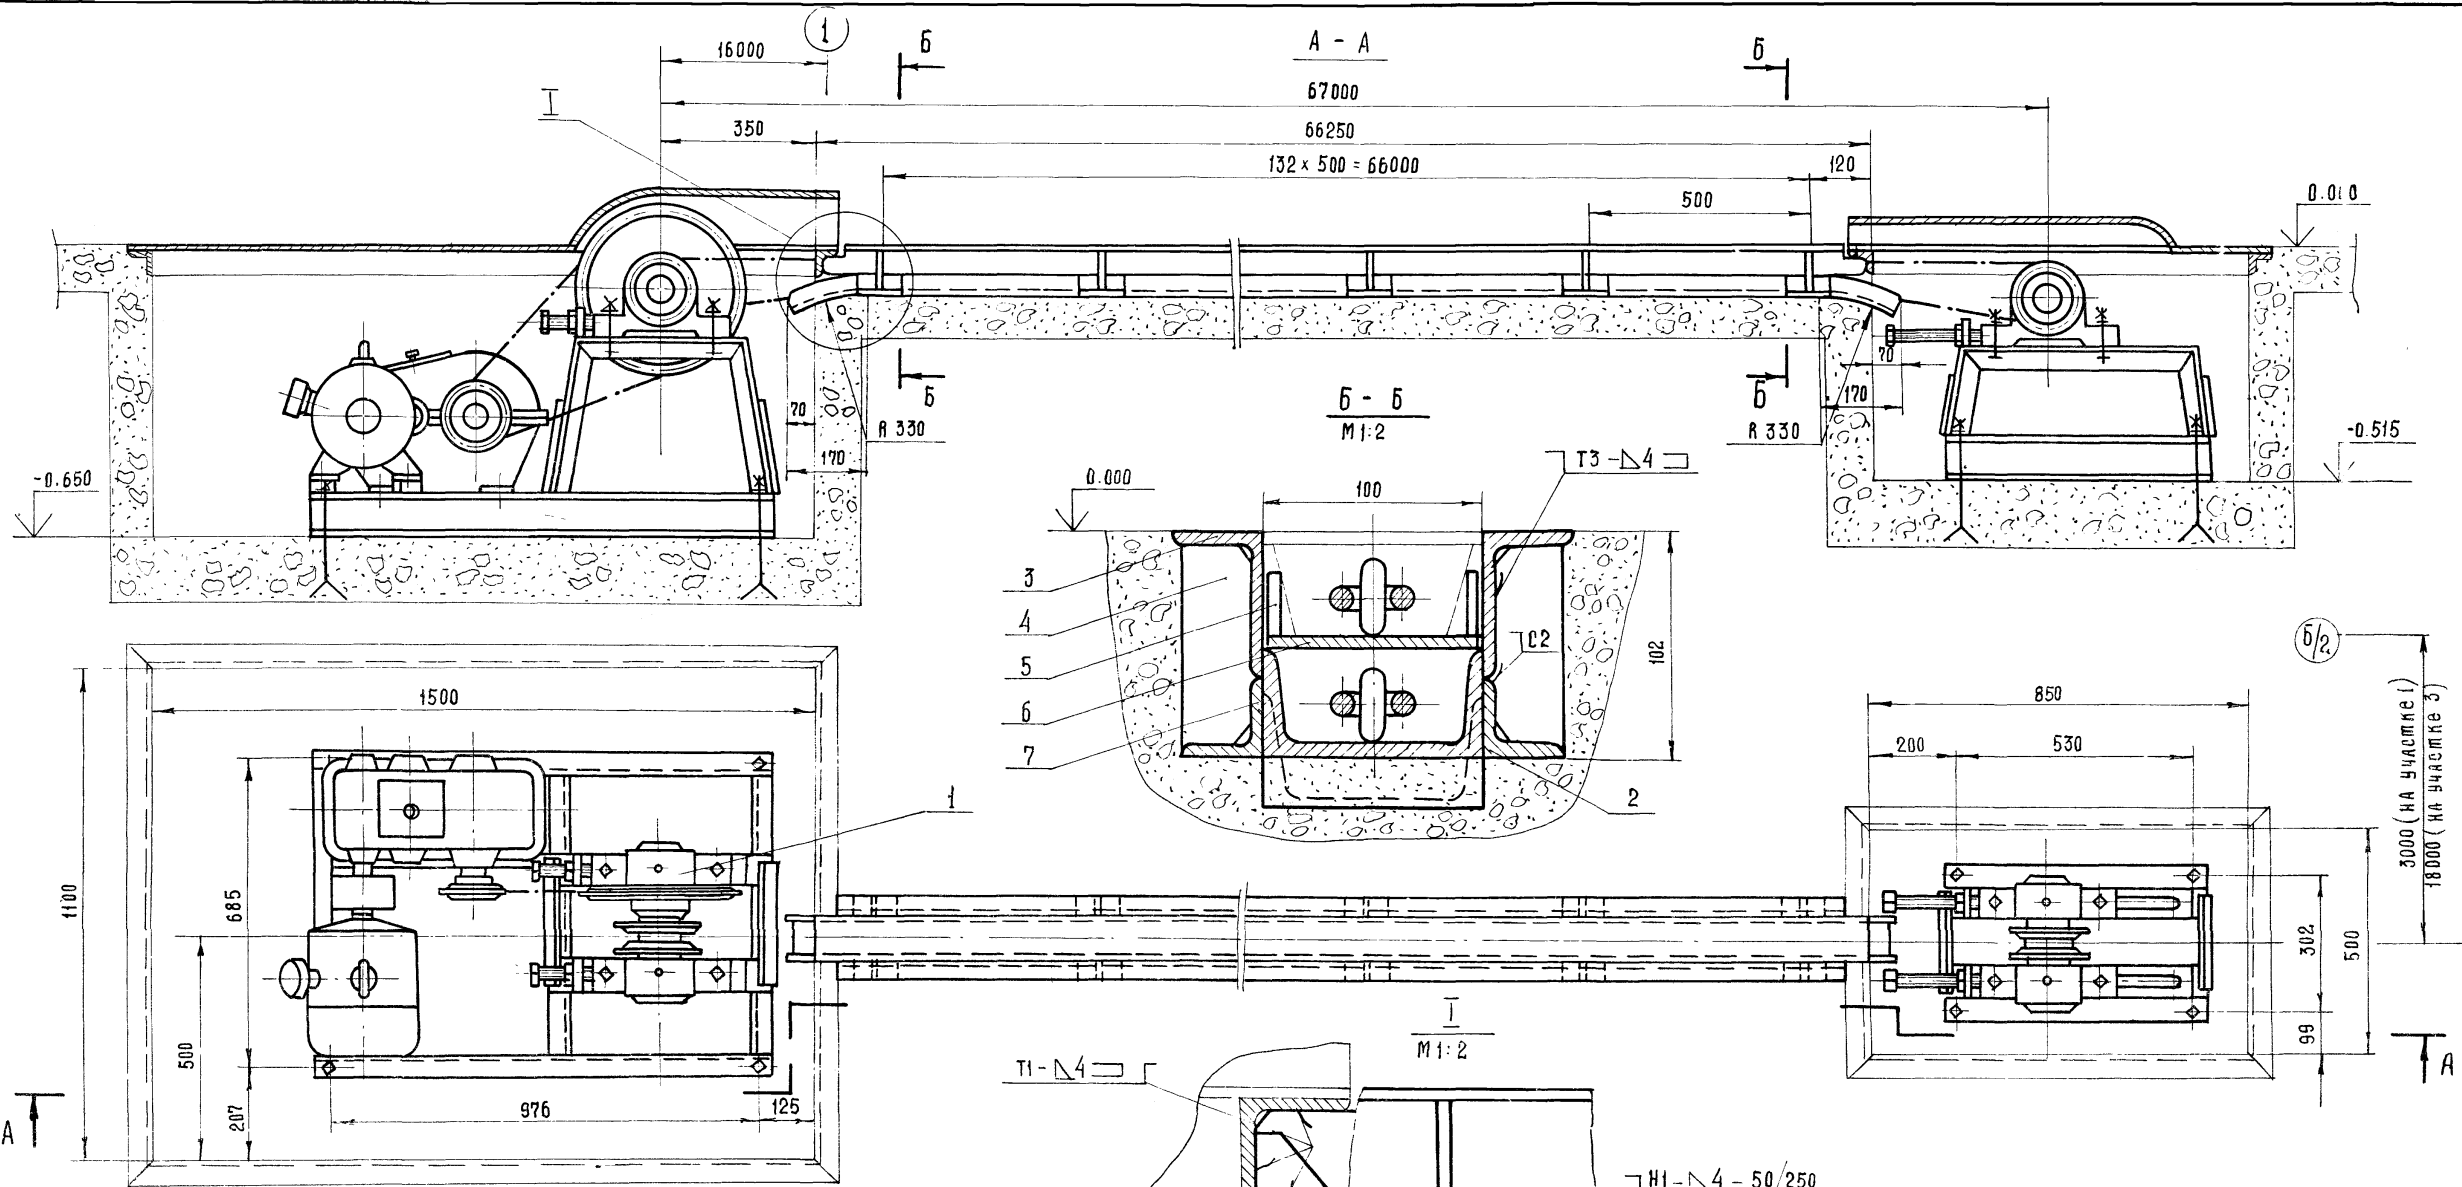 1
16000
Б
А - А
Б
67000
I
350
66250
132 × 500 = 66000
120
500
0.010
Б
Б
Б - Б
М 1:2
70
R 330
170
R 330
70
170
-0.650
-0.515
0.000
100
Т3 - ⊿4 ⊐
3
4
5
6
7
С2
102
2
Б/2
3000 (НА УЧАСТКЕ 1)
18000 (НА УЧАСТКЕ 3)
1500
850
200
530
1
1100
685
500
207
976
125
302
500
99
I
М 1:2
А
А
Т1 - ⊿4 ⊐
Н1 - ⊿4 - 50/250